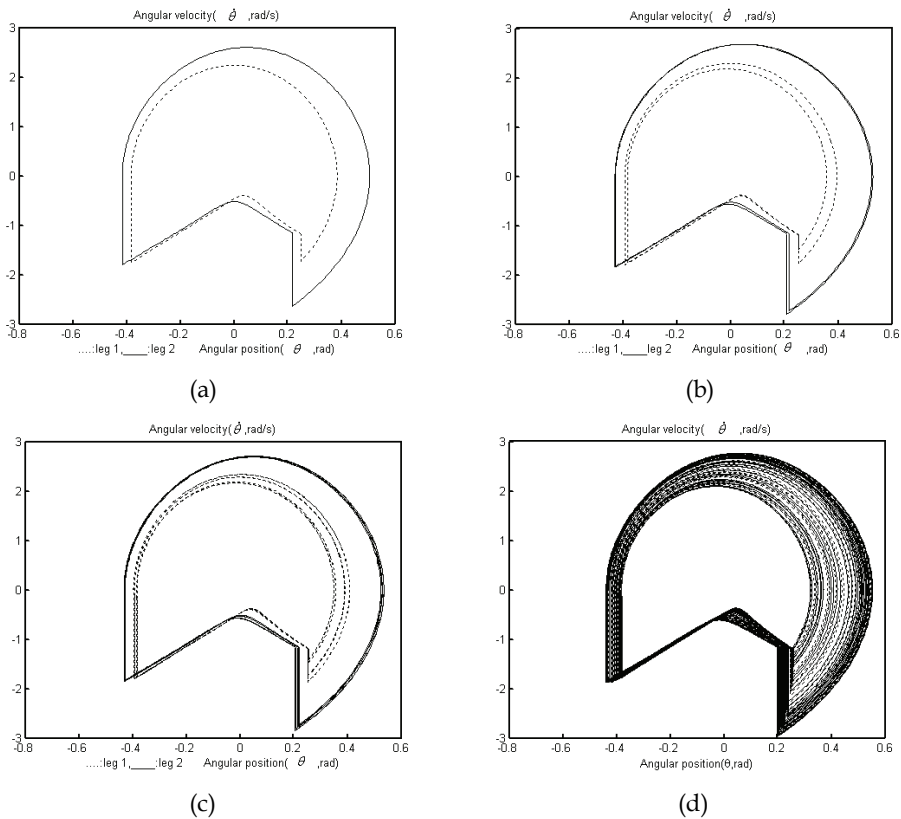 Angular velocity( θ̇ ,rad/s)
3
2
1
0
-1
-2
-3
-0.8 -0.6 -0.4 -0.2 0 0.2 0.4 0.6
....:leg 1,____:leg 2 Angular position( θ ,rad)
(a)
Angular velocity( θ̇ ,rad/s)
3
2
1
0
-1
-2
-3
-0.8 -0.6 -0.4 -0.2 0 0.2 0.4 0.6
....:leg 1,____leg 2 Angular position( θ ,rad)
(b)
Angular velocity(θ̇,rad/s)
3
2
1
0
-1
-2
-3
-0.8 -0.6 -0.4 -0.2 0 0.2 0.4 0.6
....:leg 1,____:leg 2 Angular position( θ ,rad)
(c)
Angular velocity( θ̇ ,rad/s)
3
2
1
0
-1
-2
-3
-0.8 -0.6 -0.4 -0.2 0 0.2 0.4 0.6
Angular position(θ,rad)
(d)